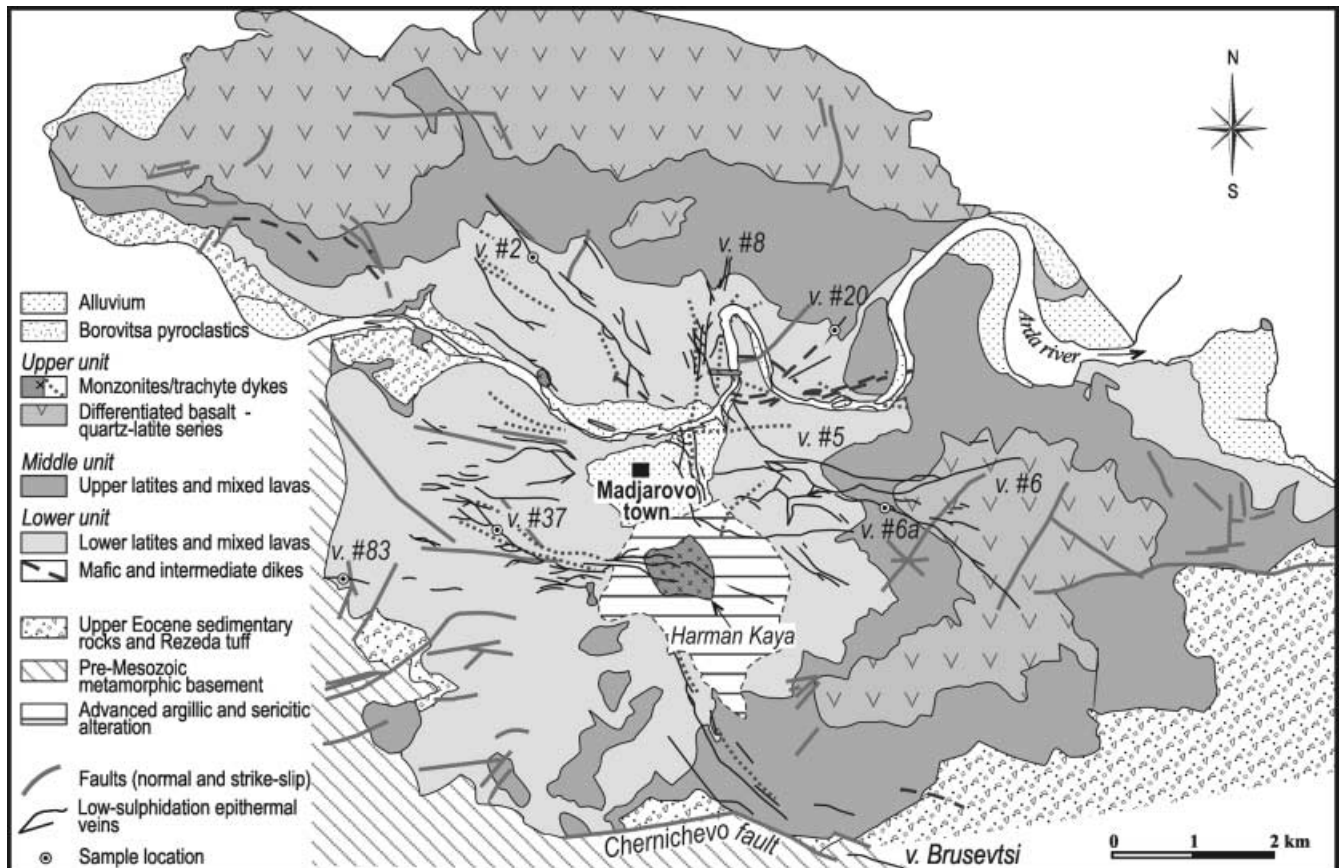 N
S
v. #2
v. #8
v. #20
Arda river
v. #5
v. #6
v. #6a
Madjarovo
town
v. #37
v. #83
Harman Kaya
Chernichevo fault
v. Brusevtsi
0 1 2 km
Alluvium
Borovitsa pyroclastics
Upper unit
Monzonites/trachyte dykes
Differentiated basalt -
quartz-latite series
Middle unit
Upper latites and mixed lavas
Lower unit
Lower latites and mixed lavas
Mafic and intermediate dikes
Upper Eocene sedimentary
rocks and Rezeda tuff
Pre-Mesozoic
metamorphic basement
Advanced argillic and sericitic
alteration
Faults (normal and strike-slip)
Low-sulphidation epithermal
veins
Sample location